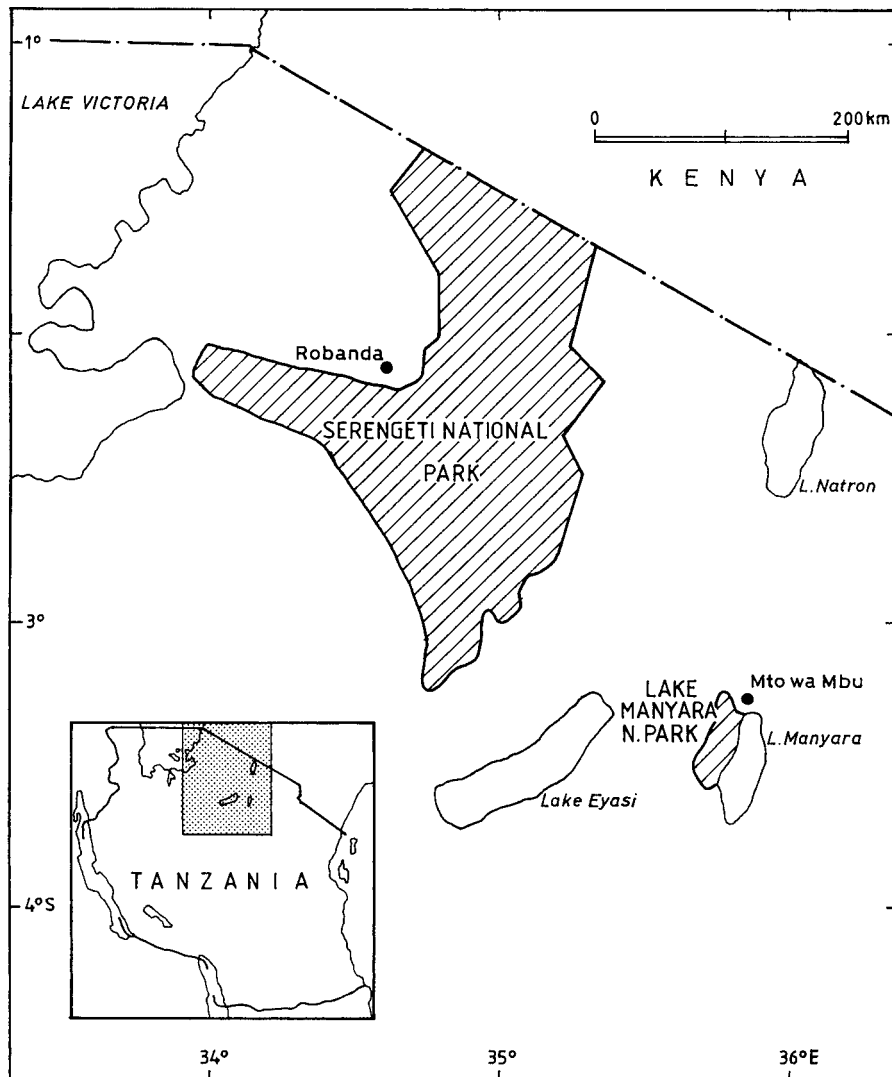 1°
LAKE VICTORIA
0 200km
KENYA
Robanda
SERENGETI NATIONAL
PARK
L.Natron
3°
Mto wa Mbu
LAKE
MANYARA
N.PARK
L.Manyara
Lake Eyasi
TANZANIA
4°S
34° 35° 36°E